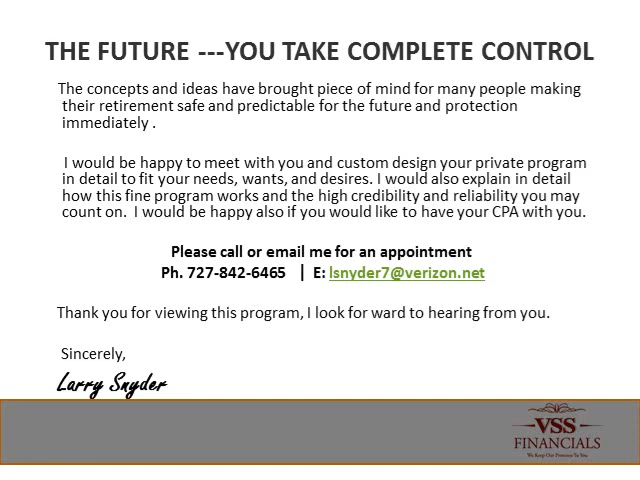 THE FUTURE ---YOU TAKE COMPLETE CONTROL
The concepts and ideas have brought piece of mind for many people making
their retirement safe and predictable for the future and protection
immediately .
I would be happy to meet with you and custom design your private program
in detail to fit your needs, wants, and desires. I would also explain in detail
how this fine program works and the high credibility and reliability you may
count on.  I would be happy also if you would like to have your CPA with you.
Please call or email me for an appointment
Ph. 727-842-6465 | E: lsnyder7@verizon.net
Thank you for viewing this program, I look for ward to hearing from you.
Sincerely,
Larry Snyder
VSS
FINANCIALS
We Keep Our Promises To You